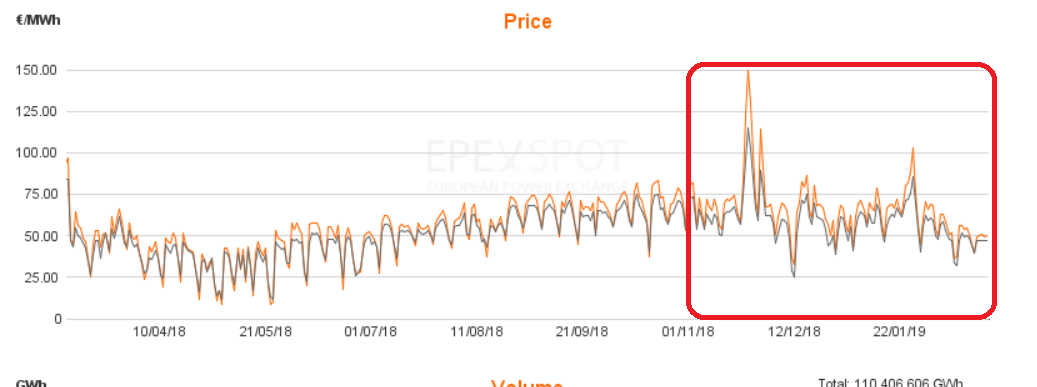 €/MWh
Price
150.00
125.00
100.00
75.00
50.00
25.00
0
EPEXSPOT
EUROPEAN POWER EXCHANGE
10/04/18
21/05/18
01/07/18
11/08/18
21/09/18
01/11/18
12/12/18
22/01/19
GWh
Volume
Total: 110,406.606 GWh